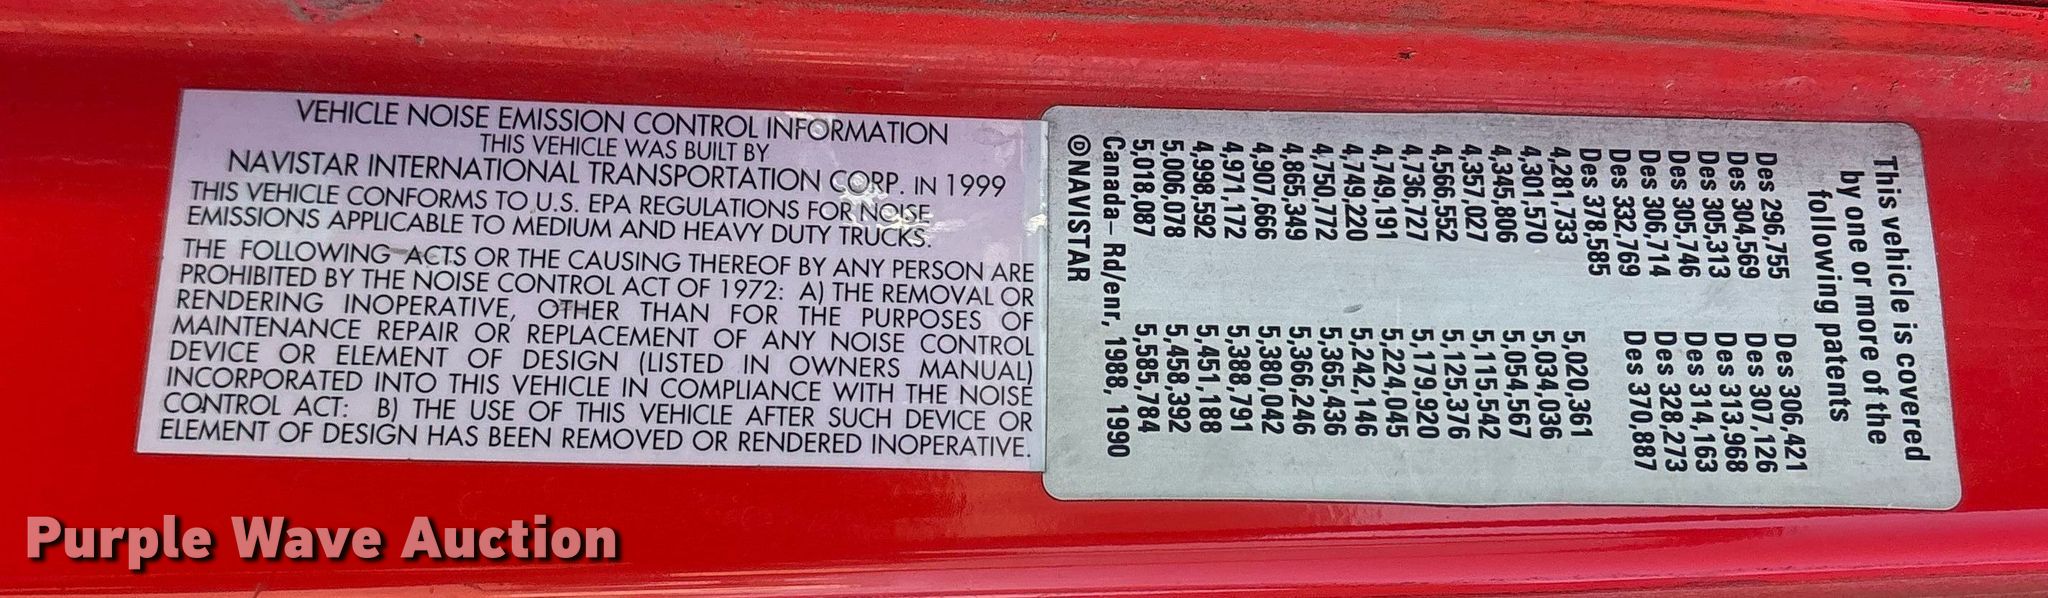 VEHICLE NOISE EMISSION CONTROL INFORMATION
THIS VEHICLE WAS BUILT BY
NAVISTAR INTERNATIONAL TRANSPORTATION CORP. IN 1999
THIS VEHICLE CONFORMS TO U.S. EPA REGULATIONS FOR NOISE
EMISSIONS APPLICABLE TO MEDIUM AND HEAVY DUTY TRUCKS.
THE FOLLOWING ACTS OR THE CAUSING THEREOF BY ANY PERSON ARE
PROHIBITED BY THE NOISE CONTROL ACT OF 1972: A) THE REMOVAL OR
RENDERING INOPERATIVE, OTHER THAN FOR THE PURPOSES OF
MAINTENANCE REPAIR OR REPLACEMENT OF ANY NOISE CONTROL
DEVICE OR ELEMENT OF DESIGN (LISTED IN OWNERS MANUAL)
INCORPORATED INTO THIS VEHICLE IN COMPLIANCE WITH THE NOISE
CONTROL ACT: B) THE USE OF THIS VEHICLE AFTER SUCH DEVICE OR
ELEMENT OF DESIGN HAS BEEN REMOVED OR RENDERED INOPERATIVE.
This vehicle is covered
by one or more of the
following patents
Des 296,755 Des 306,421
Des 304,569 Des 307,126
Des 305,313 Des 313,968
Des 305,746 Des 314,163
Des 306,714 Des 328,273
Des 332,769 Des 370,887
Des 378,585
4,281,733 5,020,361
4,301,570 5,034,036
4,345,806 5,054,567
4,357,027 5,115,542
4,566,552 5,125,376
4,736,727 5,179,920
4,749,191 5,224,045
4,749,220 5,242,146
4,750,772 5,365,436
4,865,349 5,366,246
4,907,666 5,380,042
4,971,172 5,388,791
4,998,592 5,451,188
5,006,078 5,458,392
5,018,087 5,585,784
Canada – Rd/enr, 1988, 1990
©NAVISTAR
Purple Wave Auction